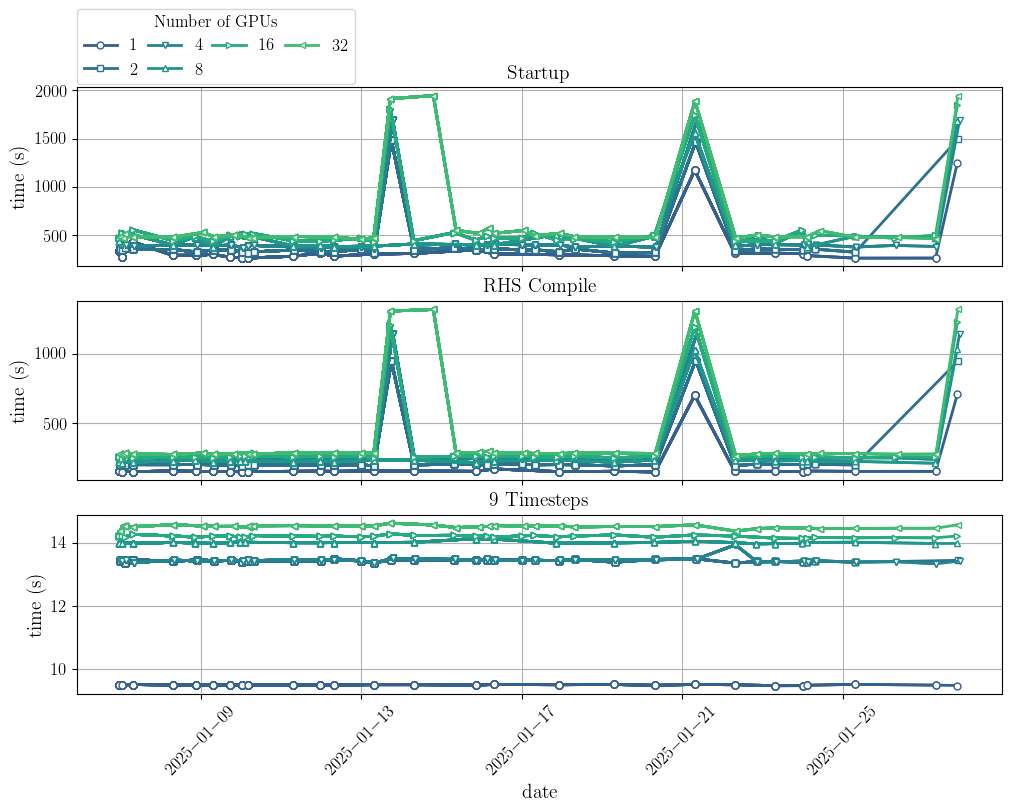 Number of GPUs
1 4 16 32
2 8
Startup
2000
1500
1000
500
time (s)
RHS Compile
1000
500
time (s)
9 Timesteps
14
12
10
time (s)
2025−01−09 2025−01−13 2025−01−17 2025−01−21 2025−01−25
date